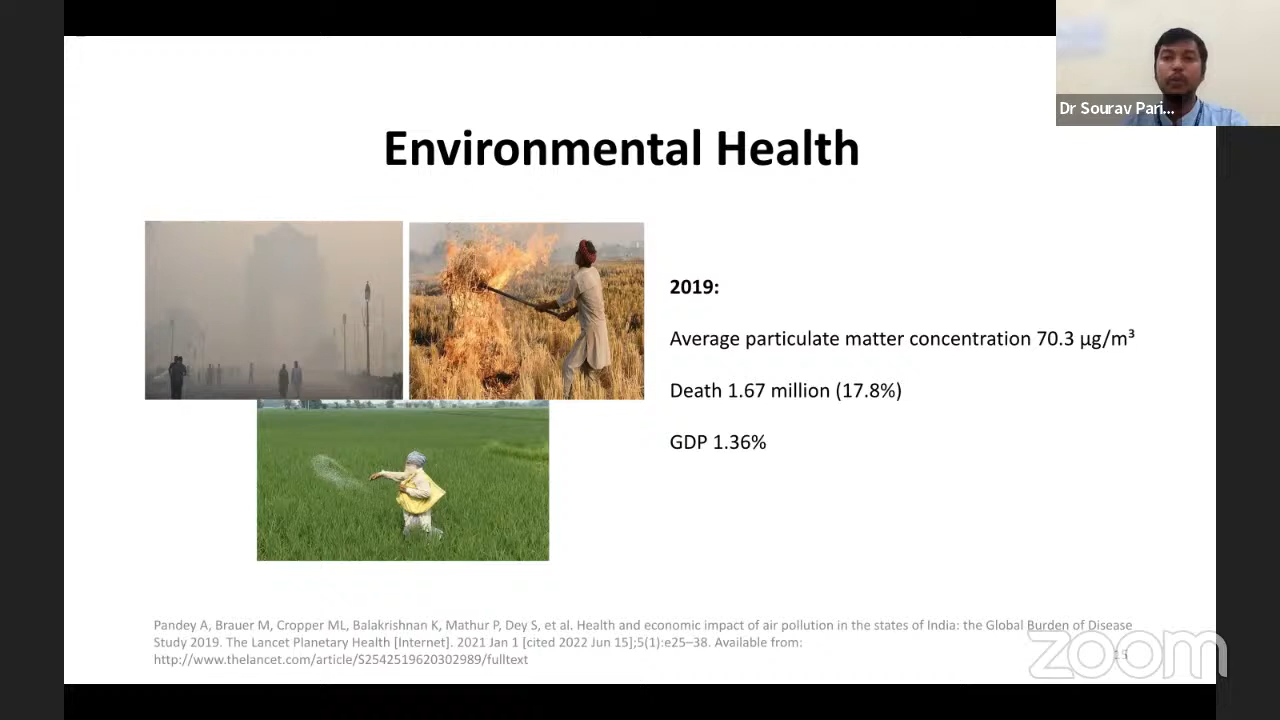 Dr Sourav Pari...
Environmental Health
2019:
Average particulate matter concentration 70.3 µg/m³
Death 1.67 million (17.8%)
GDP 1.36%
Pandey A, Brauer M, Cropper ML, Balakrishnan K, Mathur P, Dey S, et al. Health and economic impact of air pollution in the states of India: the Global Burden of Disease
Study 2019. The Lancet Planetary Health [Internet]. 2021 Jan 1 [cited 2022 Jun 15];5(1):e25–38. Available from:
http://www.thelancet.com/article/S2542519620302989/fulltext
15
zoom